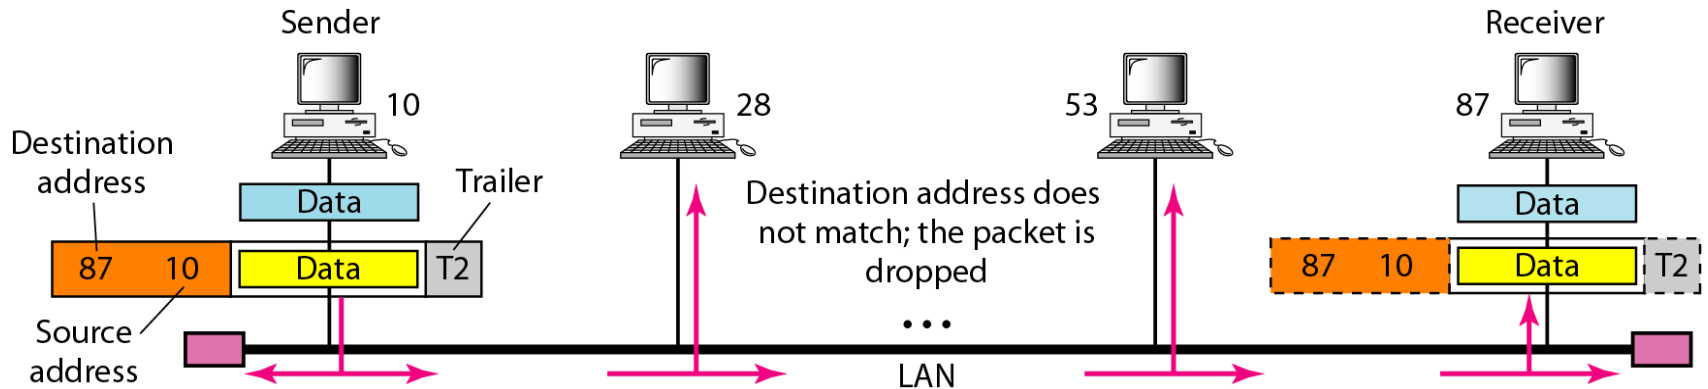 Sender
Receiver
10
28
53
87
Destination
address
Trailer
Data
87 10
Data
T2
Source
address
Destination address does
not match; the packet is
dropped
...
LAN
Data
87 10
Data
T2